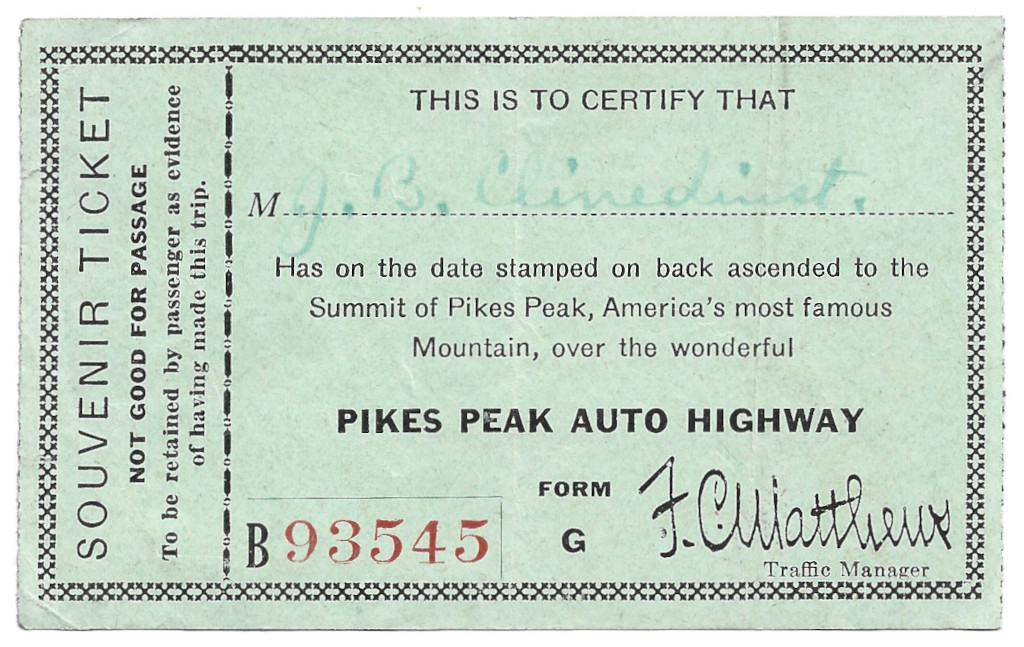 SOUVENIR TICKET
NOT GOOD FOR PASSAGE
To be retained by passenger as evidence
of having made this trip.
THIS IS TO CERTIFY THAT
M J. B. Clinedinst.
Has on the date stamped on back ascended to the
Summit of Pikes Peak, America's most famous
Mountain, over the wonderful
PIKES PEAK AUTO HIGHWAY
FORM
G
F. C. Matthews
Traffic Manager
B 93545